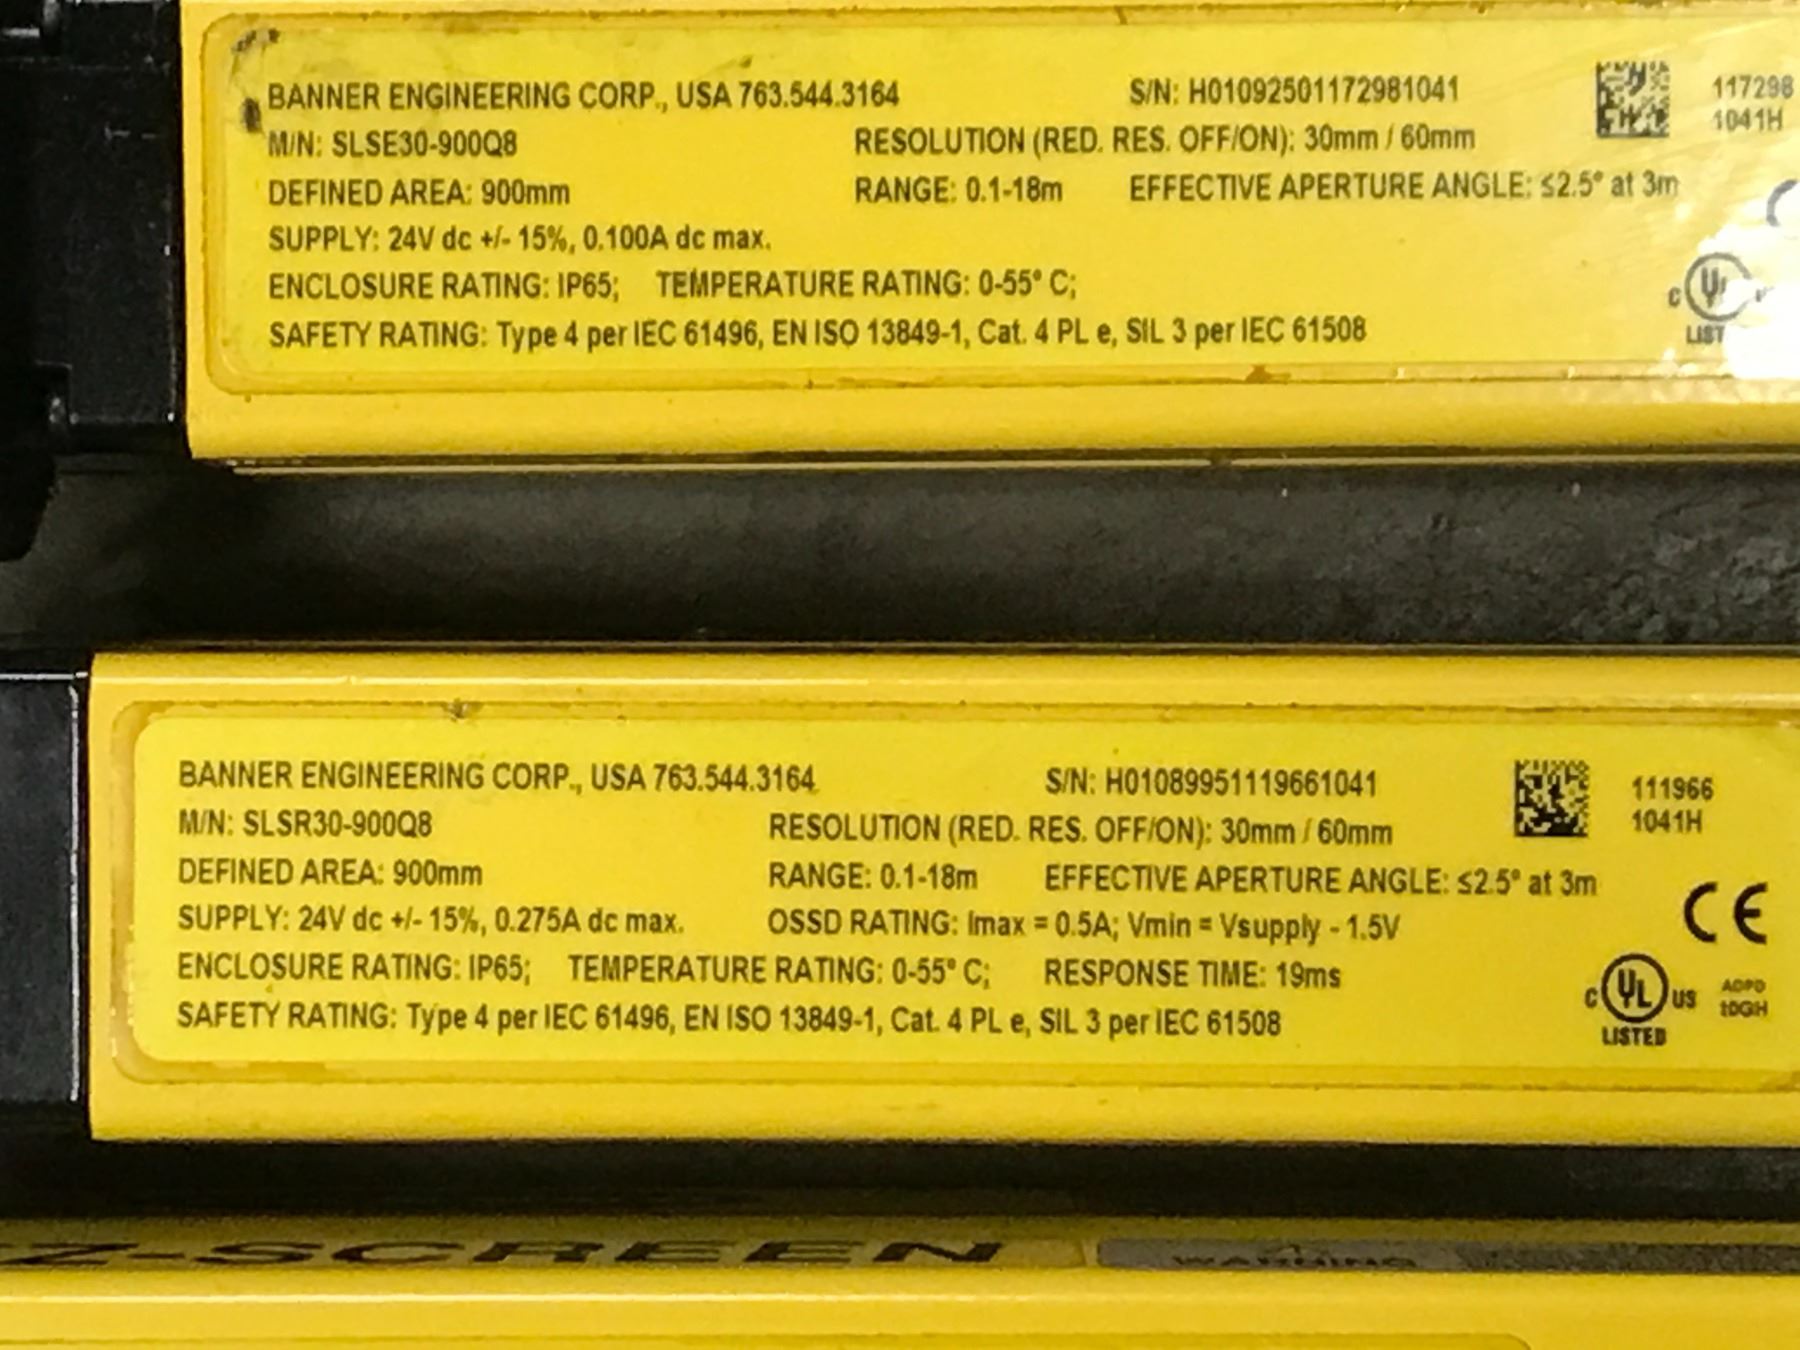 BANNER ENGINEERING CORP., USA 763.544.3164 S/N: H01092501172981041 117298
M/N: SLSE30-900Q8 RESOLUTION (RED. RES. OFF/ON): 30mm / 60mm 1041H
DEFINED AREA: 900mm RANGE: 0.1-18m EFFECTIVE APERTURE ANGLE: ≤2.5° at 3m
SUPPLY: 24V dc +/- 15%, 0.100A dc max.
ENCLOSURE RATING: IP65; TEMPERATURE RATING: 0-55° C;
C UL
SAFETY RATING: Type 4 per IEC 61496, EN ISO 13849-1, Cat. 4 PL e, SIL 3 per IEC 61508
BANNER ENGINEERING CORP., USA 763.544.3164 S/N: H01089951119661041 111966
M/N: SLSR30-900Q8 RESOLUTION (RED. RES. OFF/ON): 30mm / 60mm 1041H
DEFINED AREA: 900mm RANGE: 0.1-18m EFFECTIVE APERTURE ANGLE: ≤2.5° at 3m
SUPPLY: 24V dc +/- 15%, 0.275A dc max. OSSD RATING: Imax = 0.5A; Vmin = Vsupply - 1.5V CE
ENCLOSURE RATING: IP65; TEMPERATURE RATING: 0-55° C; RESPONSE TIME: 19ms
C UL US
SAFETY RATING: Type 4 per IEC 61496, EN ISO 13849-1, Cat. 4 PL e, SIL 3 per IEC 61508
LISTED
Z-SCREEN WARNING